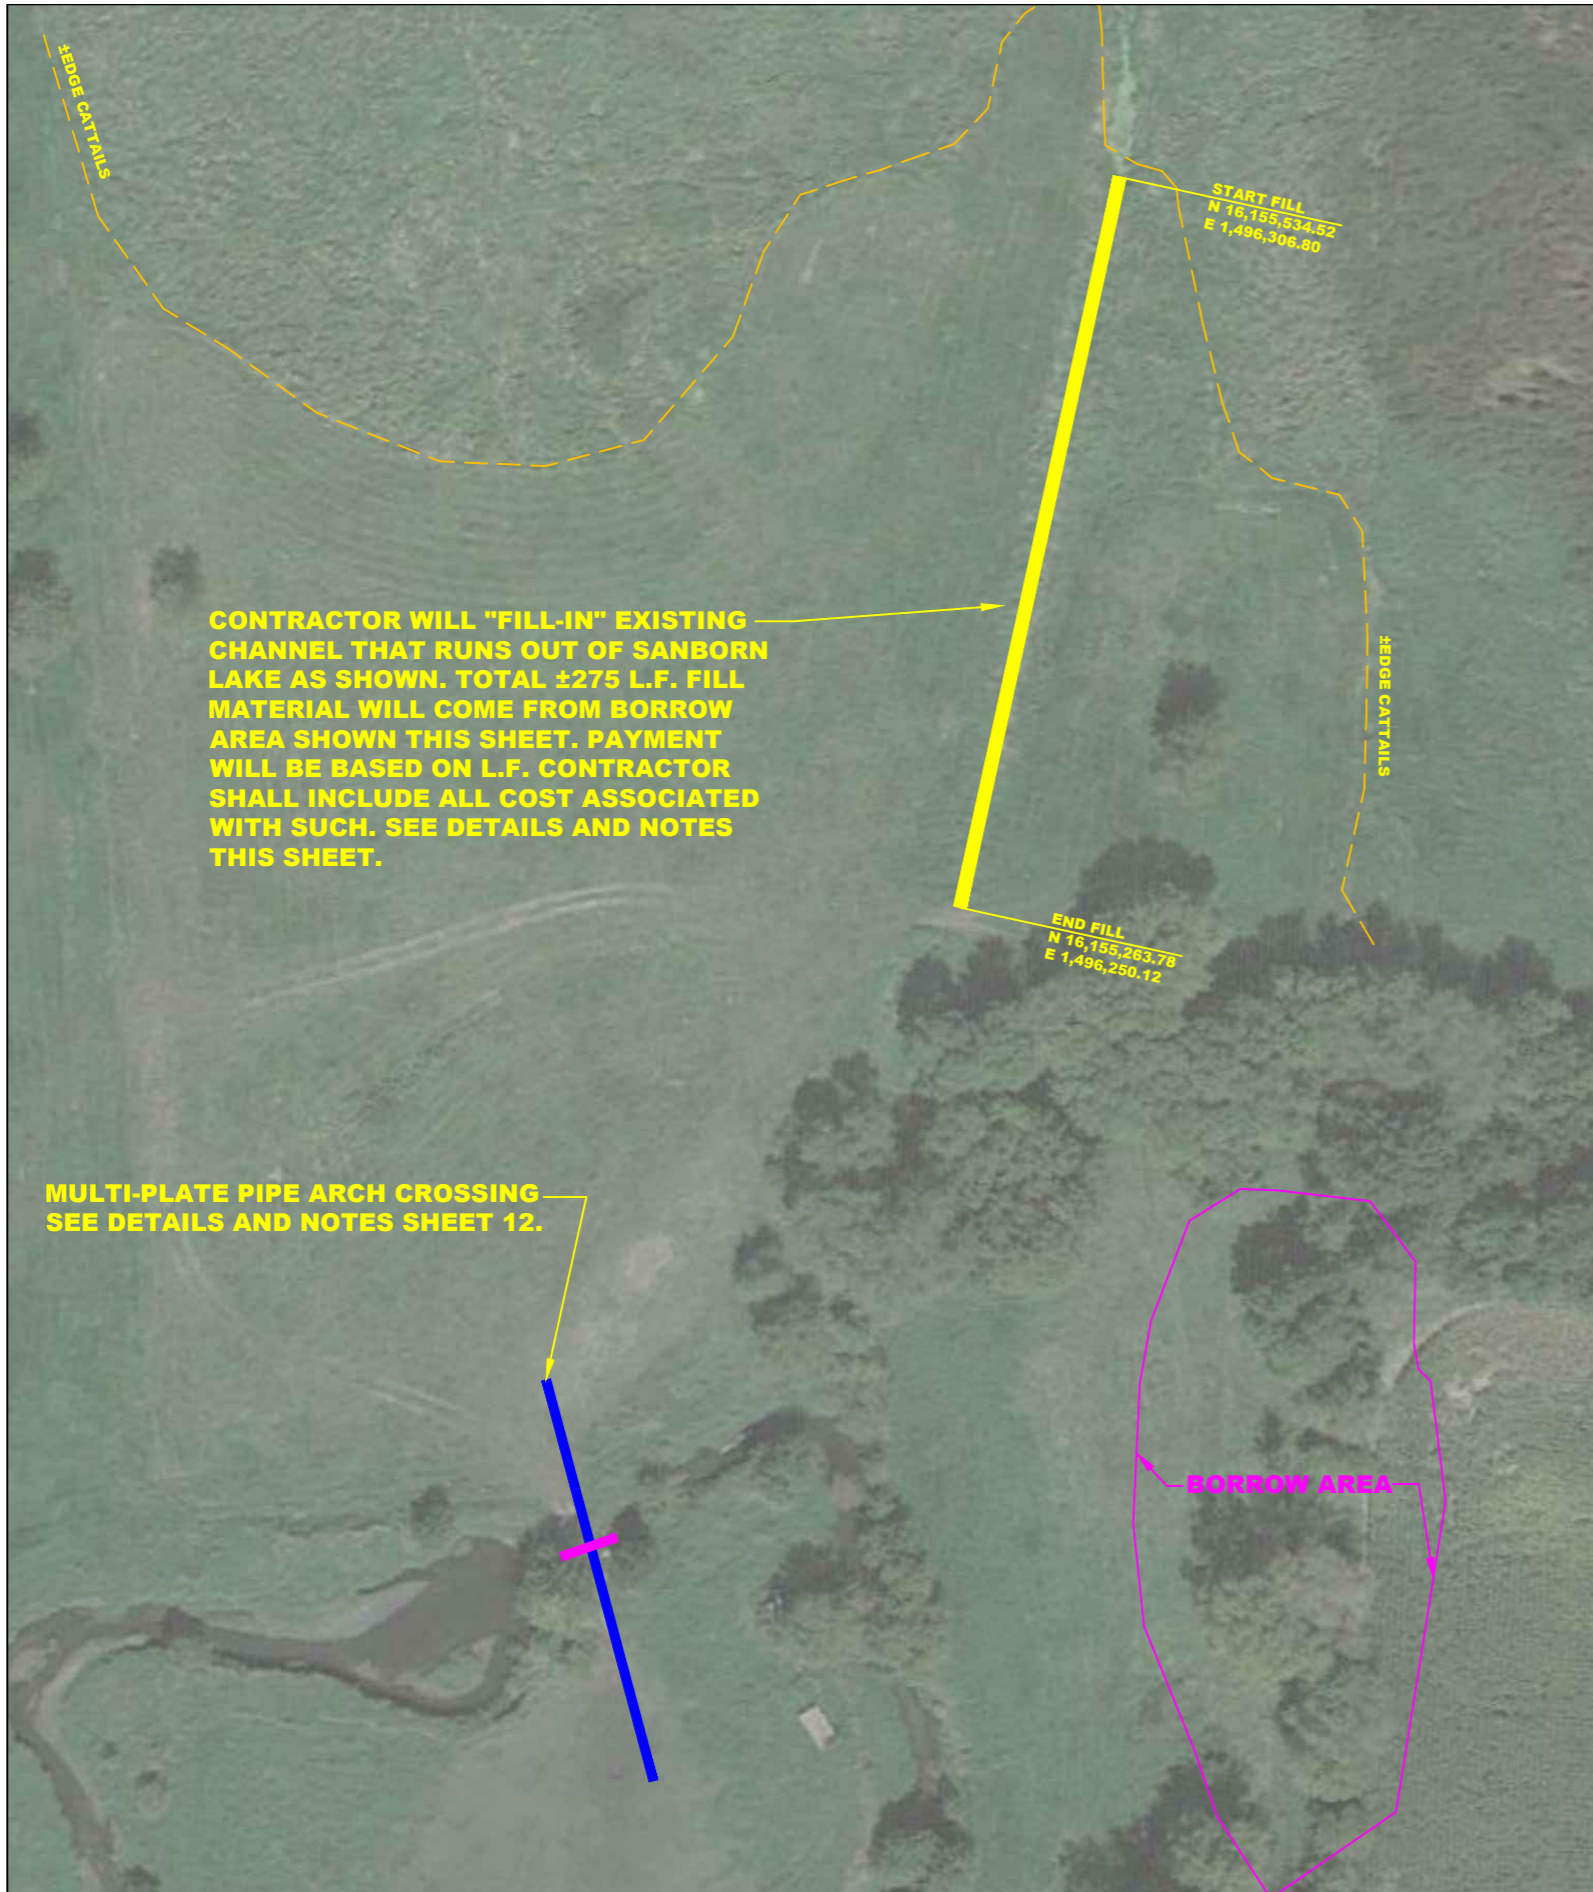 ±EDGE CATTAILS
START FILL
N 16,155,534.52
E 1,496,306.80
CONTRACTOR WILL "FILL-IN" EXISTING
CHANNEL THAT RUNS OUT OF SANBORN
LAKE AS SHOWN. TOTAL ±275 L.F. FILL
MATERIAL WILL COME FROM BORROW
AREA SHOWN THIS SHEET. PAYMENT
WILL BE BASED ON L.F. CONTRACTOR
SHALL INCLUDE ALL COST ASSOCIATED
WITH SUCH. SEE DETAILS AND NOTES
THIS SHEET.
±EDGE CATTAILS
END FILL
N 16,155,263.78
E 1,496,250.12
MULTI-PLATE PIPE ARCH CROSSING
SEE DETAILS AND NOTES SHEET 12.
BORROW AREA